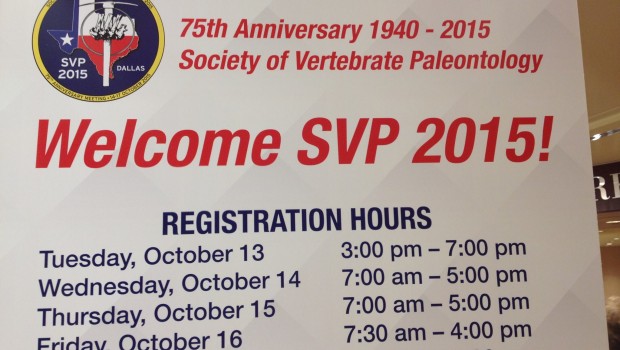 SVP
2015
DALLAS
75th Anniversary 1940 - 2015
Society of Vertebrate Paleontology
Welcome SVP 2015!
REGISTRATION HOURS
Tuesday, October 13 3:00 pm – 7:00 pm
Wednesday, October 14 7:00 am – 5:00 pm
Thursday, October 15 7:00 am – 5:00 pm
Friday, October 16 7:30 am – 4:00 pm